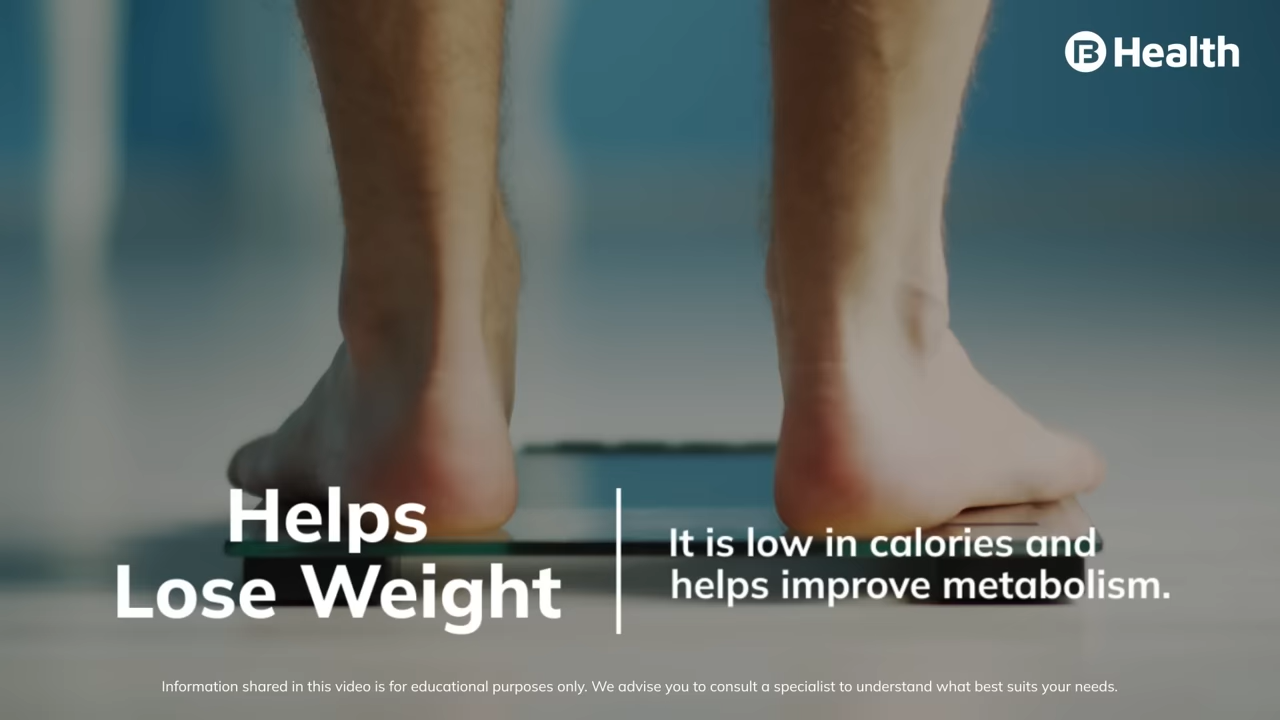 Health
Helps
Lose Weight
It is low in calories and
helps improve metabolism.
Information shared in this video is for educational purposes only. We advise you to consult a specialist to understand what best suits your needs.